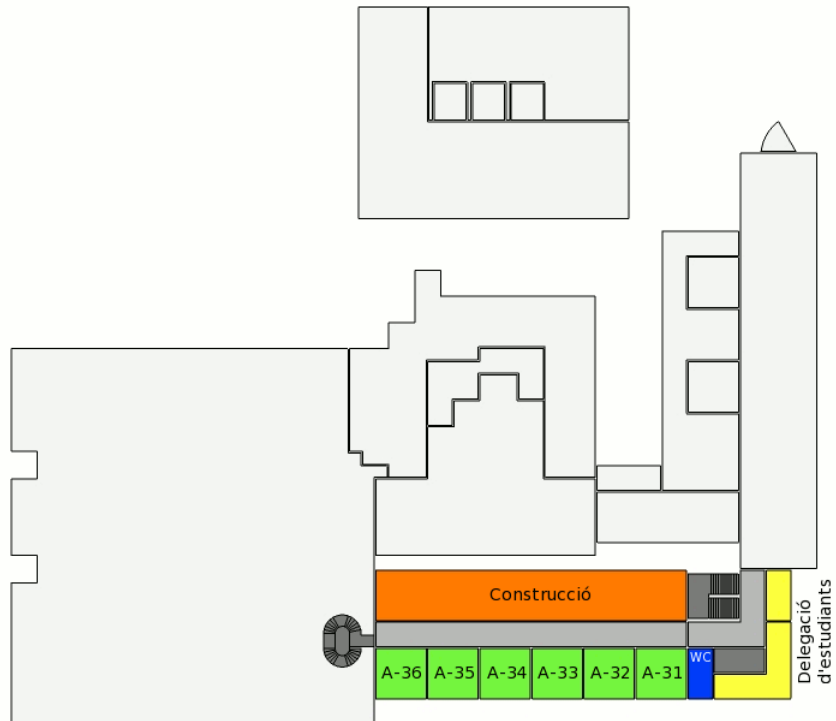 Construcció
A-36
A-35
A-34
A-33
A-32
A-31
WC
Delegació
d'estudiants